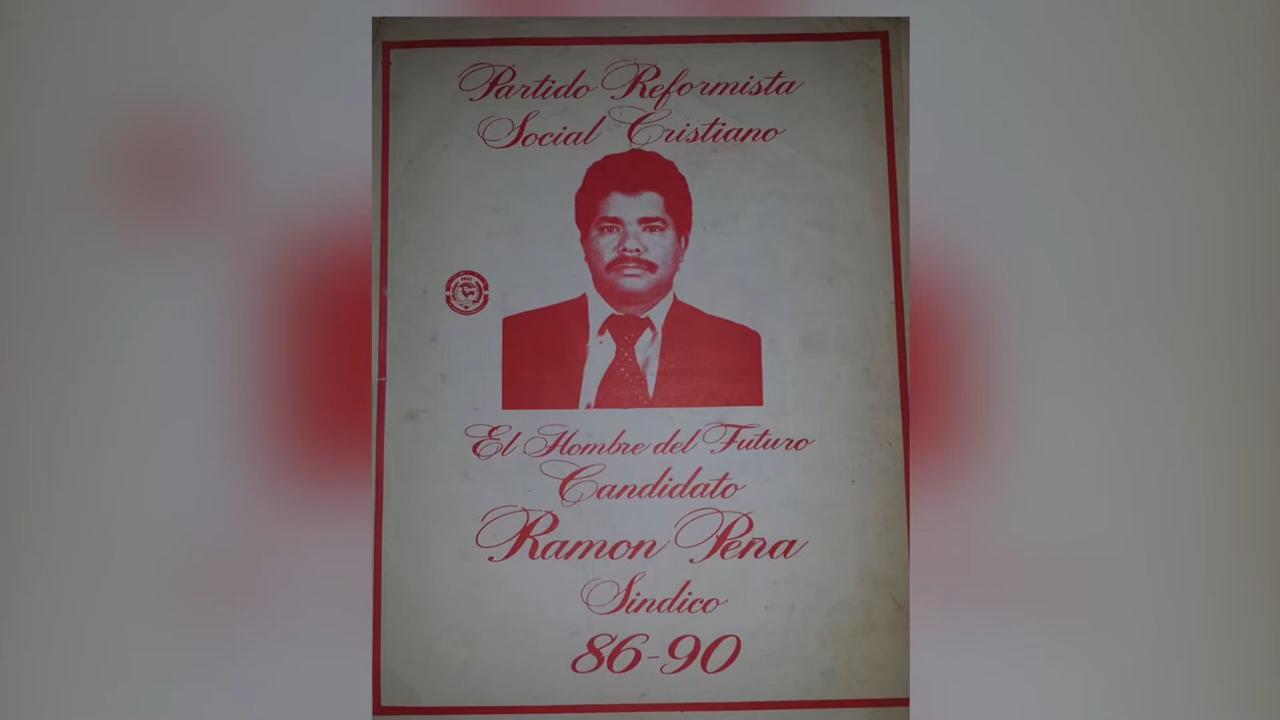 Partido Reformista
Social Cristiano
El Hombre del Futuro
Candidato
Ramon Peña
Sindico
86-90